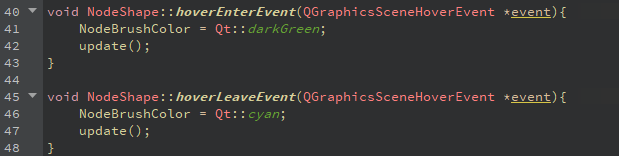 40 void NodeShape::hoverEnterEvent(QGraphicsSceneHoverEvent *event){
41 NodeBrushColor = Qt::darkGreen;
42 update();
43 }
44
45 void NodeShape::hoverLeaveEvent(QGraphicsSceneHoverEvent *event){
46 NodeBrushColor = Qt::cyan;
47 update();
48 }